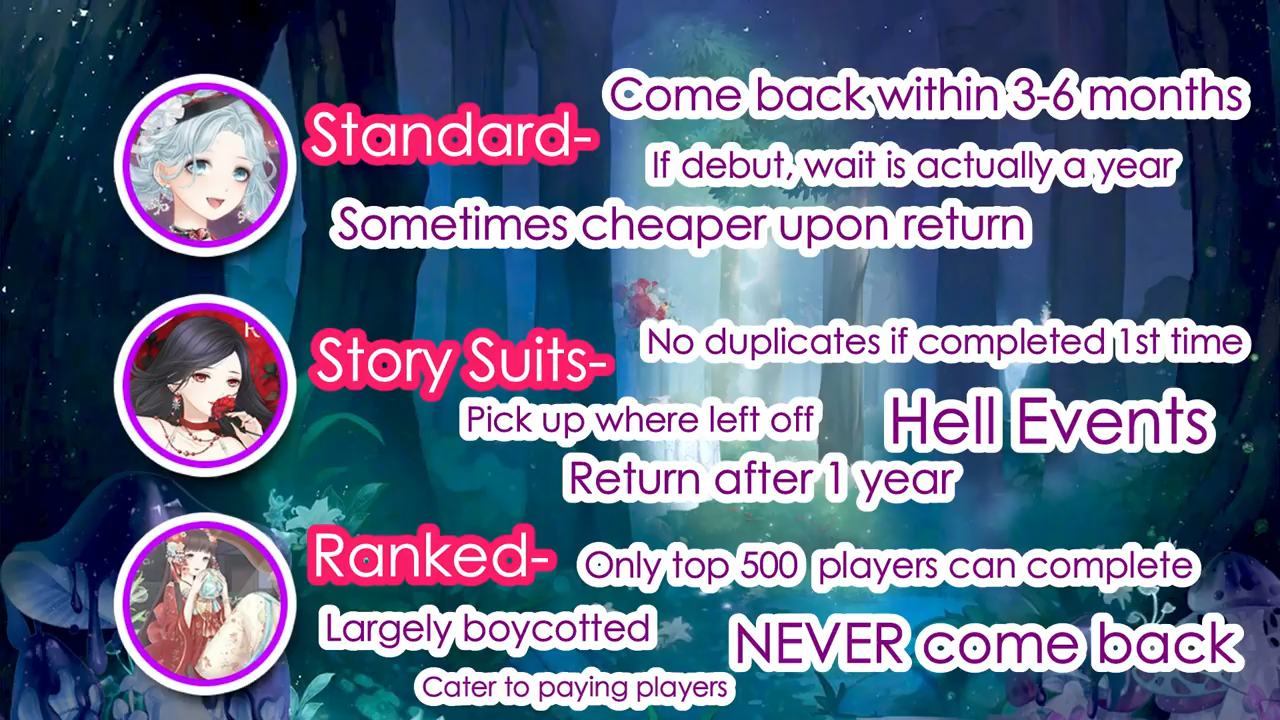 Standard-
Come back within 3-6 months
If debut, wait is actually a year
Sometimes cheaper upon return
Story Suits-
No duplicates if completed 1st time
Pick up where left off
Hell Events
Return after 1 year
Ranked-
Only top 500 players can complete
Largely boycotted
NEVER come back
Cater to paying players